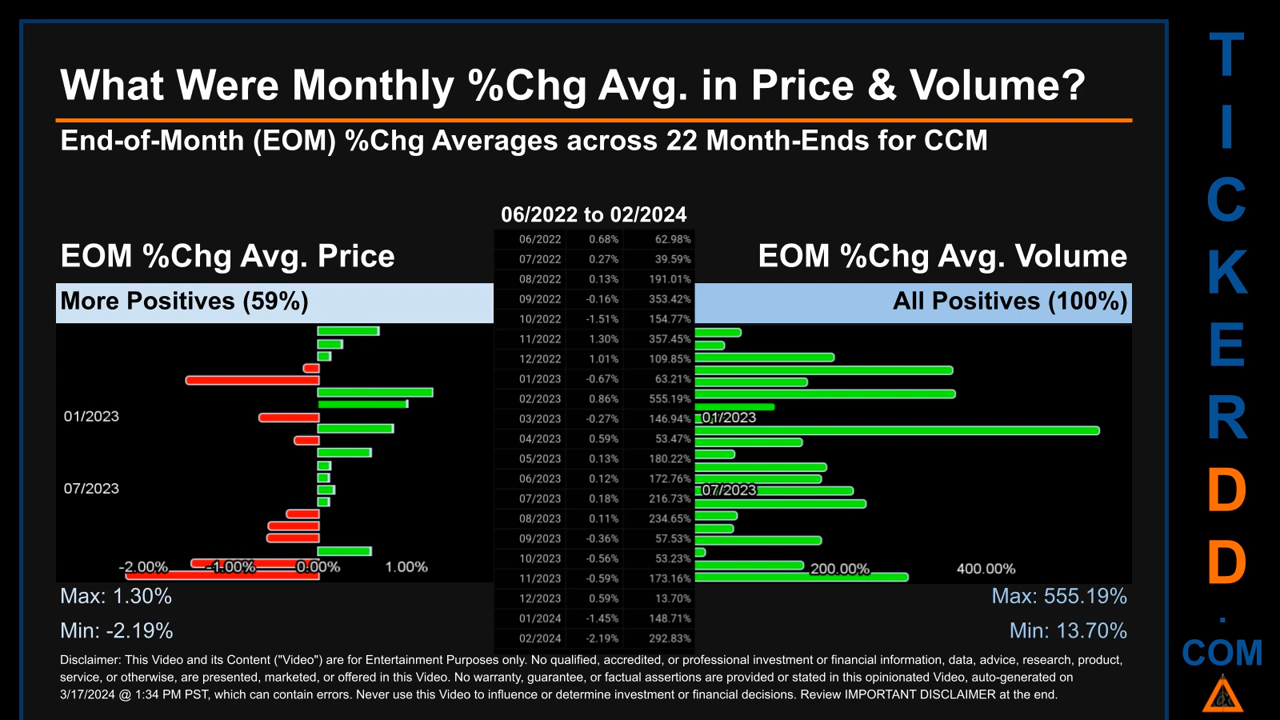 What Were Monthly %Chg Avg. in Price & Volume?
End-of-Month (EOM) %Chg Averages across 22 Month-Ends for CCM
06/2022 to 02/2024
EOM %Chg Avg. Price
EOM %Chg Avg. Volume
More Positives (59%)
All Positives (100%)
06/2022 0.68% 62.98%
07/2022 0.27% 39.59%
08/2022 0.13% 191.01%
09/2022 -0.16% 353.42%
10/2022 -1.51% 154.77%
11/2022 1.30% 357.45%
12/2022 1.01% 109.85%
01/2023 -0.67% 63.21%
02/2023 0.86% 555.19%
03/2023 -0.27% 146.94%
04/2023 0.59% 53.47%
05/2023 0.13% 180.22%
06/2023 0.12% 172.76%
07/2023 0.18% 216.73%
08/2023 0.11% 234.65%
09/2023 -0.36% 57.53%
10/2023 -0.56% 53.23%
11/2023 -0.59% 173.16%
12/2023 0.59% 13.70%
01/2024 -1.45% 148.71%
02/2024 -2.19% 292.83%
01/2023
07/2023
-2.00% -1.00% 0.00% 1.00%
01/2023
07/2023
200.00% 400.00%
Max: 1.30%
Min: -2.19%
Max: 555.19%
Min: 13.70%
Disclaimer: This Video and its Content ("Video") are for Entertainment Purposes only. No qualified, accredited, or professional investment or financial information, data, advice, research, product,
service, or otherwise, are presented, marketed, or offered in this Video. No warranty, guarantee, or factual assertions are provided or stated in this opinionated Video, auto-generated on
3/17/2024 @ 1:34 PM PST, which can contain errors. Never use this Video to influence or determine investment or financial decisions. Review IMPORTANT DISCLAIMER at the end.
T
I
C
K
E
R
D
D
.
COM